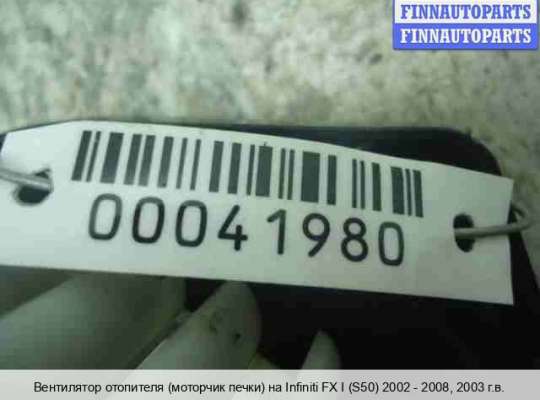 FINNAUTOPARTS
FINNAUTOPARTS
00041980
Вентилятор отопителя (моторчик печки) на Infiniti FX I (S50) 2002 - 2008, 2003 г.в.